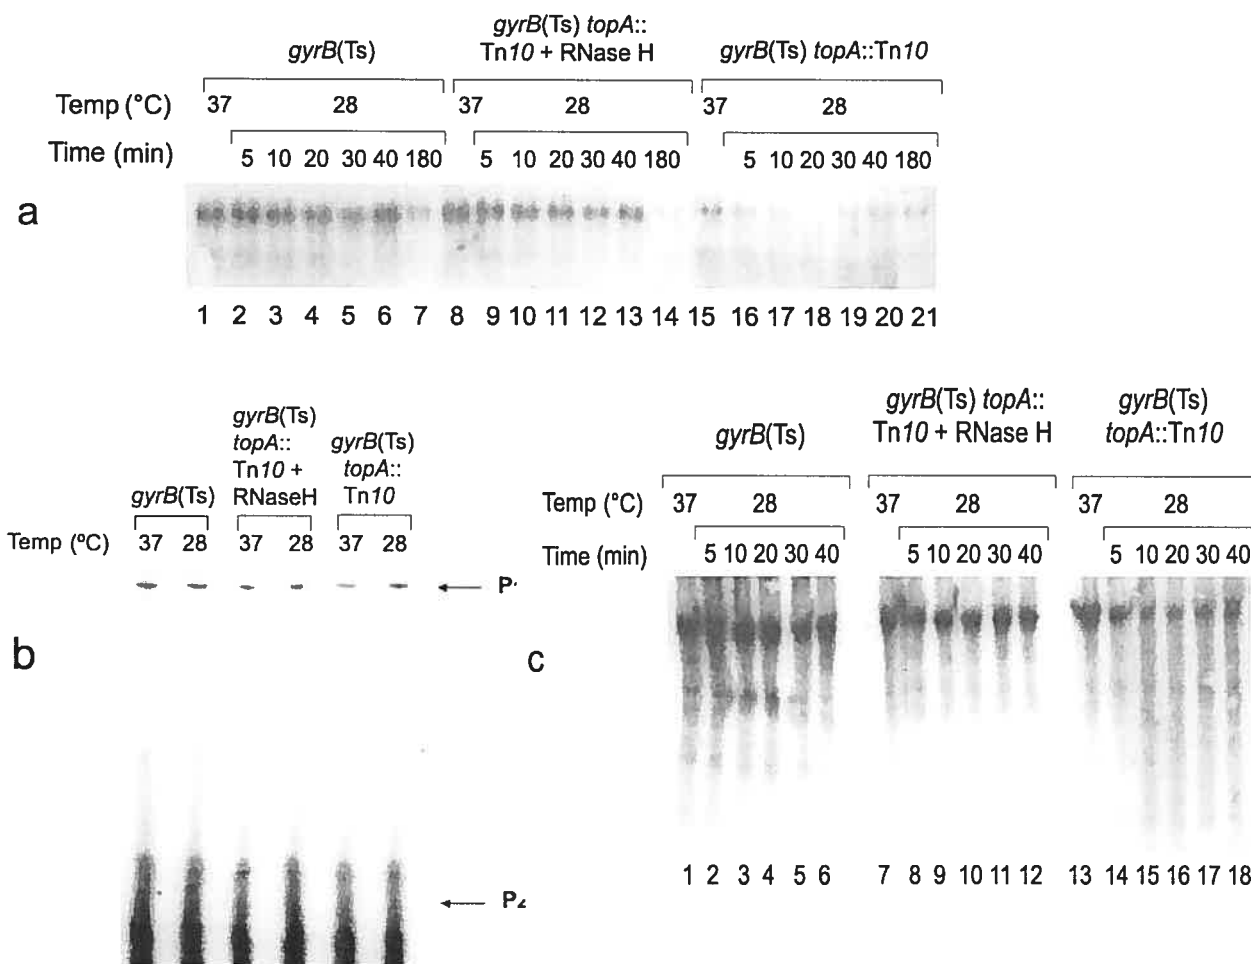 gyrB(Ts)
gyrB(Ts) topA::
Tn10 + RNase H
gyrB(Ts) topA::Tn10
Temp (°C) 37 28 37 28 37 28
Time (min) 5 10 20 30 40 180 5 10 20 30 40 180 5 10 20 30 40 180
a
1 2 3 4 5 6 7 8 9 10 11 12 13 14 15 16 17 18 19 20 21
gyrB(Ts)
gyrB(Ts)
topA::
Tn10 +
RNaseH
gyrB(Ts)
topA::
Tn10
Temp (ºC) 37 28 37 28 37 28
b
gyrB(Ts)
gyrB(Ts) topA::
Tn10 + RNase H
gyrB(Ts)
topA::Tn10
Temp (°C) 37 28 37 28 37 28
Time (min) 5 10 20 30 40 5 10 20 30 40 5 10 20 30 40
c
1 2 3 4 5 6 7 8 9 10 11 12 13 14 15 16 17 18